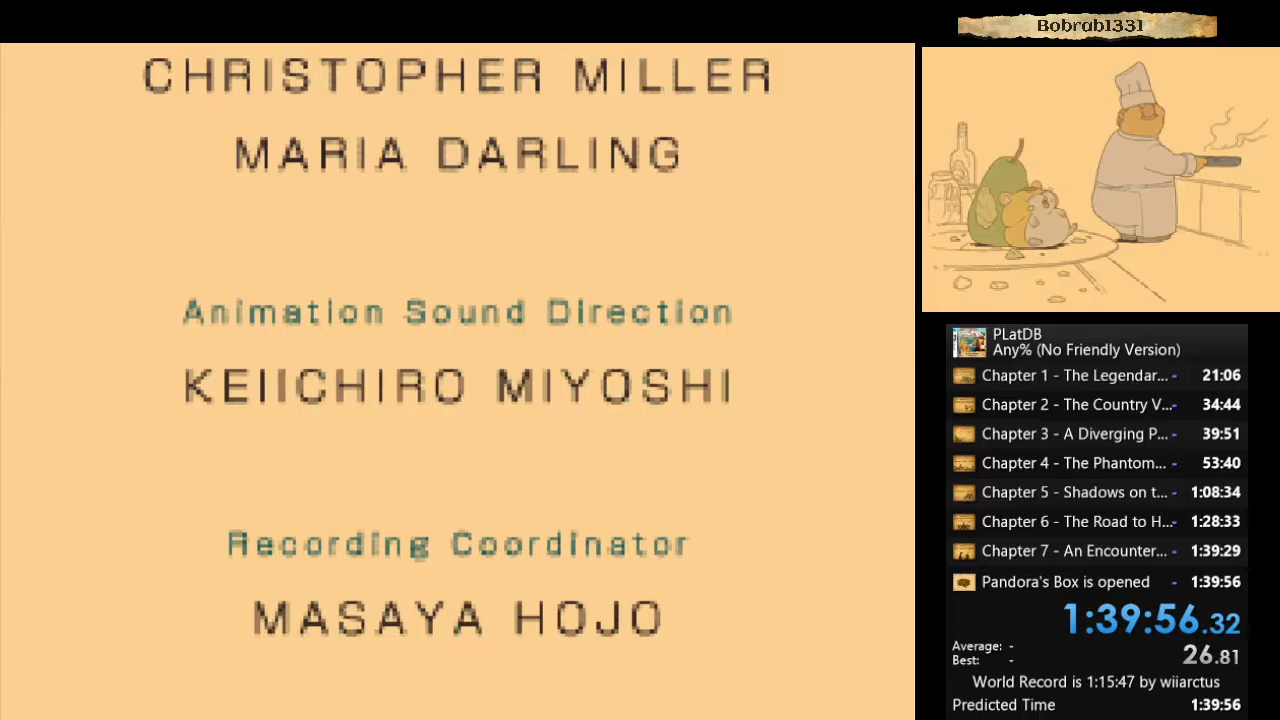 Bobrab1331
CHRISTOPHER MILLER
MARIA DARLING
Animation Sound Direction
KEIICHIRO MIYOSHI
Recording Coordinator
MASAYA HOJO
PLatDB
Any% (No Friendly Version)
Chapter 1 - The Legendar... - 21:06
Chapter 2 - The Country V... - 34:44
Chapter 3 - A Diverging P... - 39:51
Chapter 4 - The Phantom... - 53:40
Chapter 5 - Shadows on t... - 1:08:34
Chapter 6 - The Road to H... - 1:28:33
Chapter 7 - An Encounter... - 1:39:29
Pandora's Box is opened - 1:39:56
1:39:56.32
Average: - 26.81
Best: -
World Record is 1:15:47 by wiiarctus
Predicted Time 1:39:56